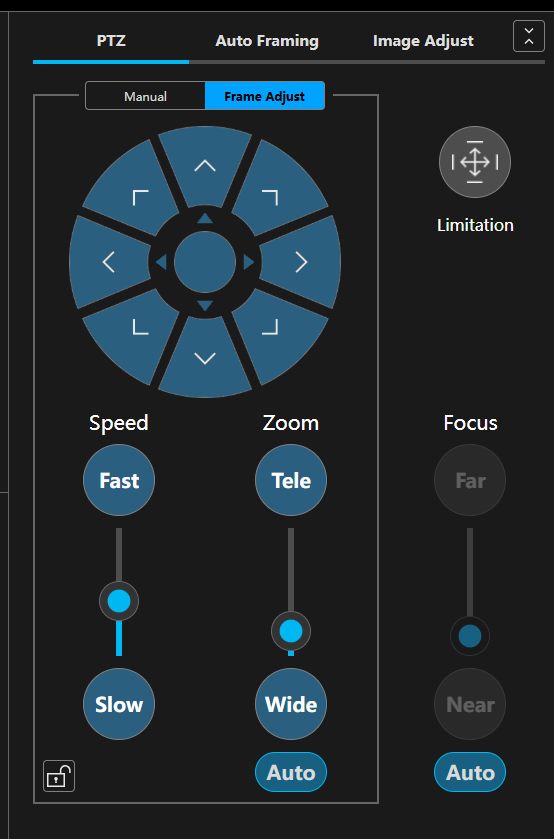 PTZ Auto Framing Image Adjust
Manual Frame Adjust
Limitation
Speed Zoom Focus
Fast Tele Far
Slow Wide Near
Auto Auto